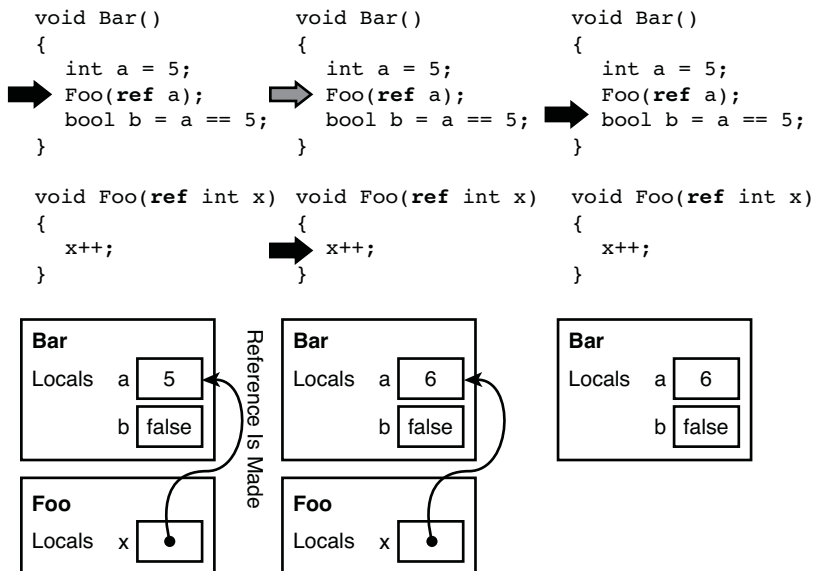 void Bar()
{
int a = 5;
Foo(ref a);
bool b = a == 5;
}
void Foo(ref int x)
{
x++;
}
void Bar()
{
int a = 5;
Foo(ref a);
bool b = a == 5;
}
void Foo(ref int x)
{
x++;
}
void Bar()
{
int a = 5;
Foo(ref a);
bool b = a == 5;
}
void Foo(ref int x)
{
x++;
}
Bar
Locals a 5
b false
Foo
Locals x
Reference Is Made
Bar
Locals a 6
b false
Foo
Locals x
Bar
Locals a 6
b false